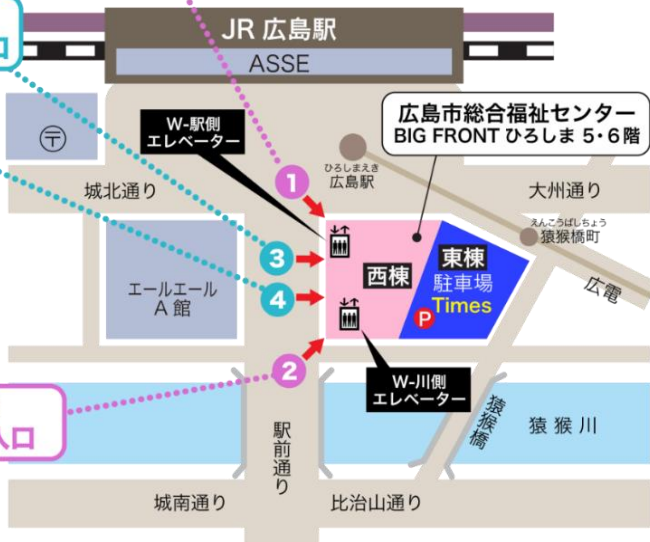 JR 広島駅
ASSE
口
W-駅側
エレベーター
広島市総合福祉センター
BIG FRONT ひろしま 5・6階
〒
ひろしまえき
広島駅
1
城北通り
大州通り
えんこうばしちょう
猿猴橋町
3
西棟
東棟
駐車場
Times
P
広電
エールエール
A 館
4
2
W-川側
エレベーター
入口
駅前通り
猿猴橋
猿猴川
城南通り
比治山通り